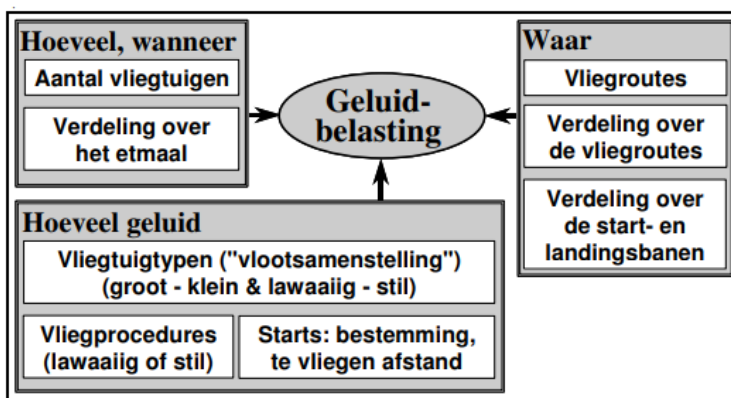 Hoeveel, wanneer
Aantal vliegtuigen
Verdeling over
het etmaal
Geluid-
belasting
Waar
Vliegroutes
Verdeling over
de vliegroutes
Verdeling over
de start- en
landingsbanen
Hoeveel geluid
Vliegtuigtypen ("vlootsamenstelling")
(groot - klein & lawaaiig - stil)
Vliegprocedures
(lawaaiig of stil)
Starts: bestemming,
te vliegen afstand